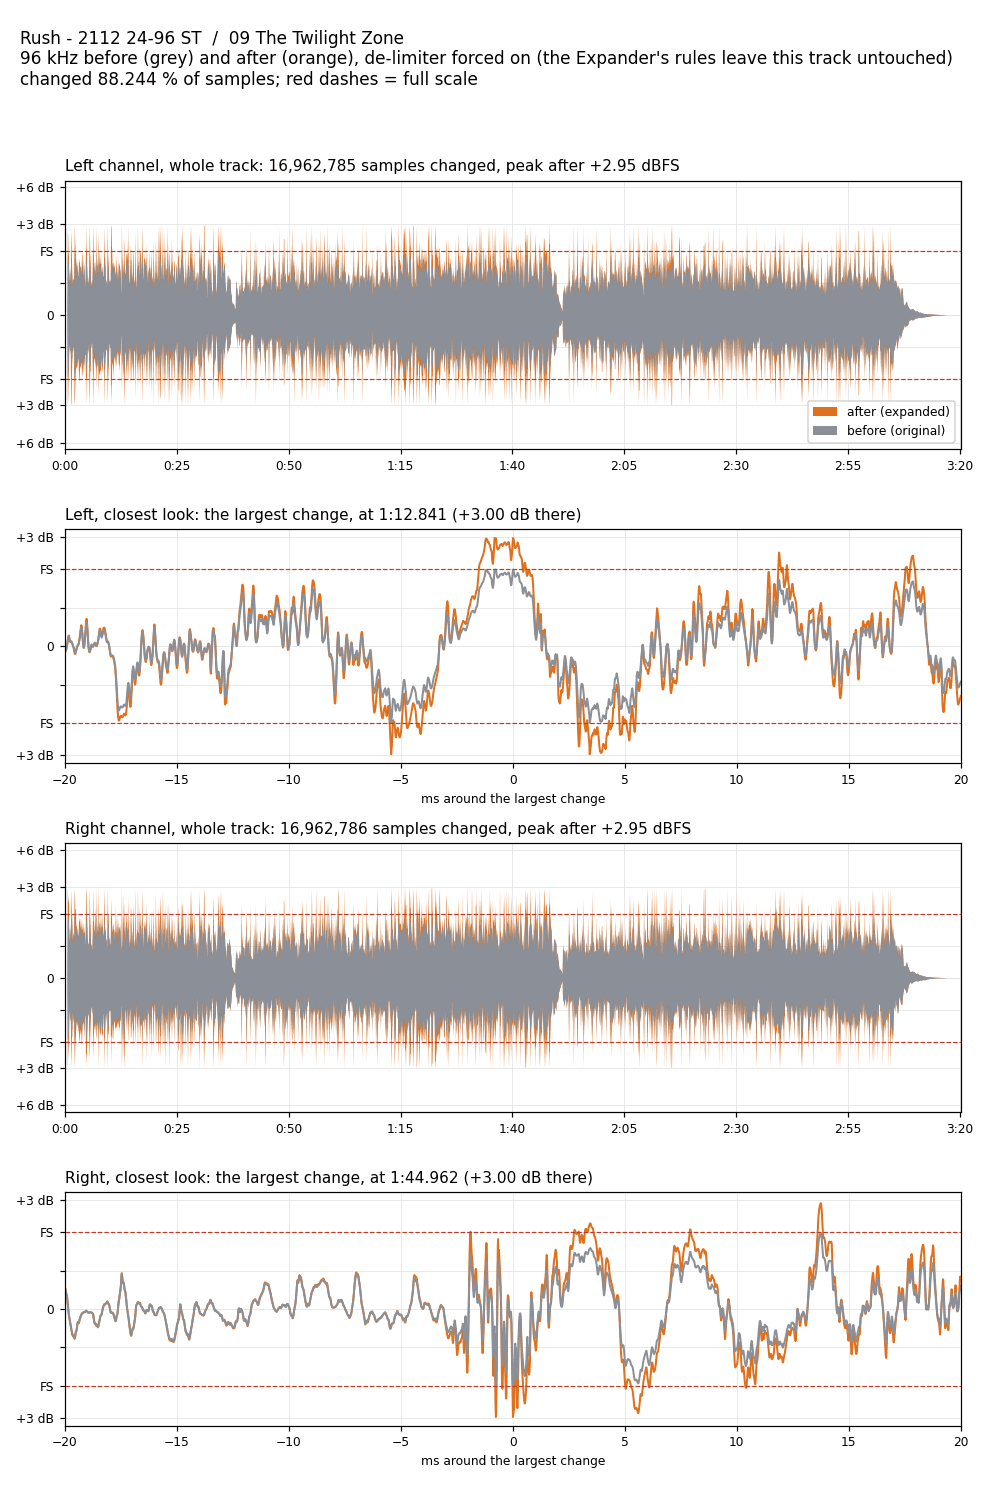 Rush - 2112 24-96 ST / 09 The Twilight Zone
96 kHz before (grey) and after (orange), de-limiter forced on (the Expander's rules leave this track untouched)
changed 88.244 % of samples; red dashes = full scale
Left channel, whole track: 16,962,785 samples changed, peak after +2.95 dBFS
+6 dB
+3 dB
FS
0
FS
+3 dB
+6 dB
after (expanded)
before (original)
0:00 0:25 0:50 1:15 1:40 2:05 2:30 2:55 3:20
Left, closest look: the largest change, at 1:12.841 (+3.00 dB there)
+3 dB
FS
0
FS
+3 dB
−20 −15 −10 −5 0 5 10 15 20
ms around the largest change
Right channel, whole track: 16,962,786 samples changed, peak after +2.95 dBFS
+6 dB
+3 dB
FS
0
FS
+3 dB
+6 dB
0:00 0:25 0:50 1:15 1:40 2:05 2:30 2:55 3:20
Right, closest look: the largest change, at 1:44.962 (+3.00 dB there)
+3 dB
FS
0
FS
+3 dB
−20 −15 −10 −5 0 5 10 15 20
ms around the largest change